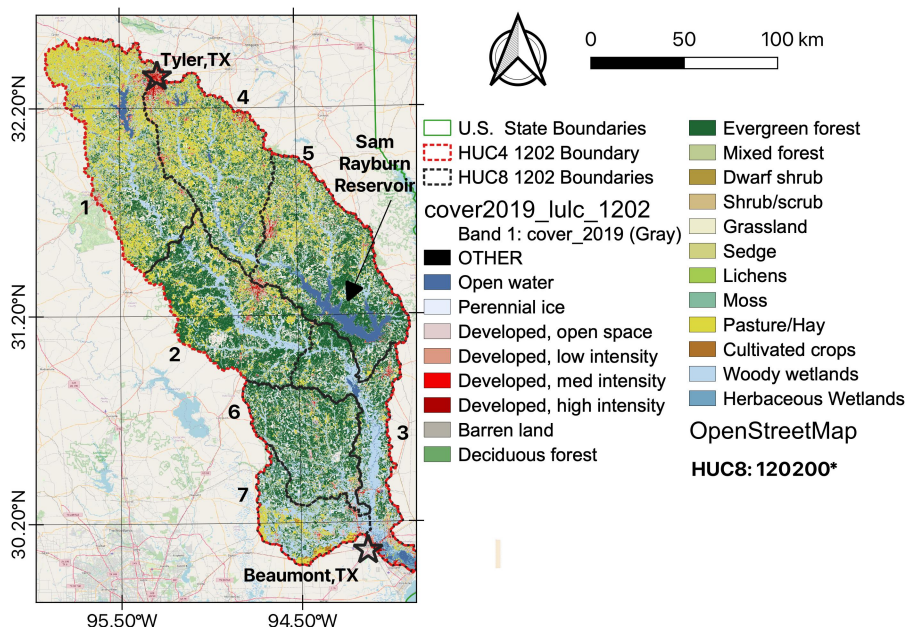 Tyler,TX
4
5
Sam
Rayburn
Reservoir
1
2
6
3
7
Beaumont,TX
32.20°N
31.20°N
30.20°N
95.50°W
94.50°W
0 50 100 km
U.S. State Boundaries
HUC4 1202 Boundary
HUC8 1202 Boundaries
cover2019_lulc_1202
Band 1: cover_2019 (Gray)
OTHER
Open water
Perennial ice
Developed, open space
Developed, low intensity
Developed, med intensity
Developed, high intensity
Barren land
Deciduous forest
Evergreen forest
Mixed forest
Dwarf shrub
Shrub/scrub
Grassland
Sedge
Lichens
Moss
Pasture/Hay
Cultivated crops
Woody wetlands
Herbaceous Wetlands
OpenStreetMap
HUC8: 120200*